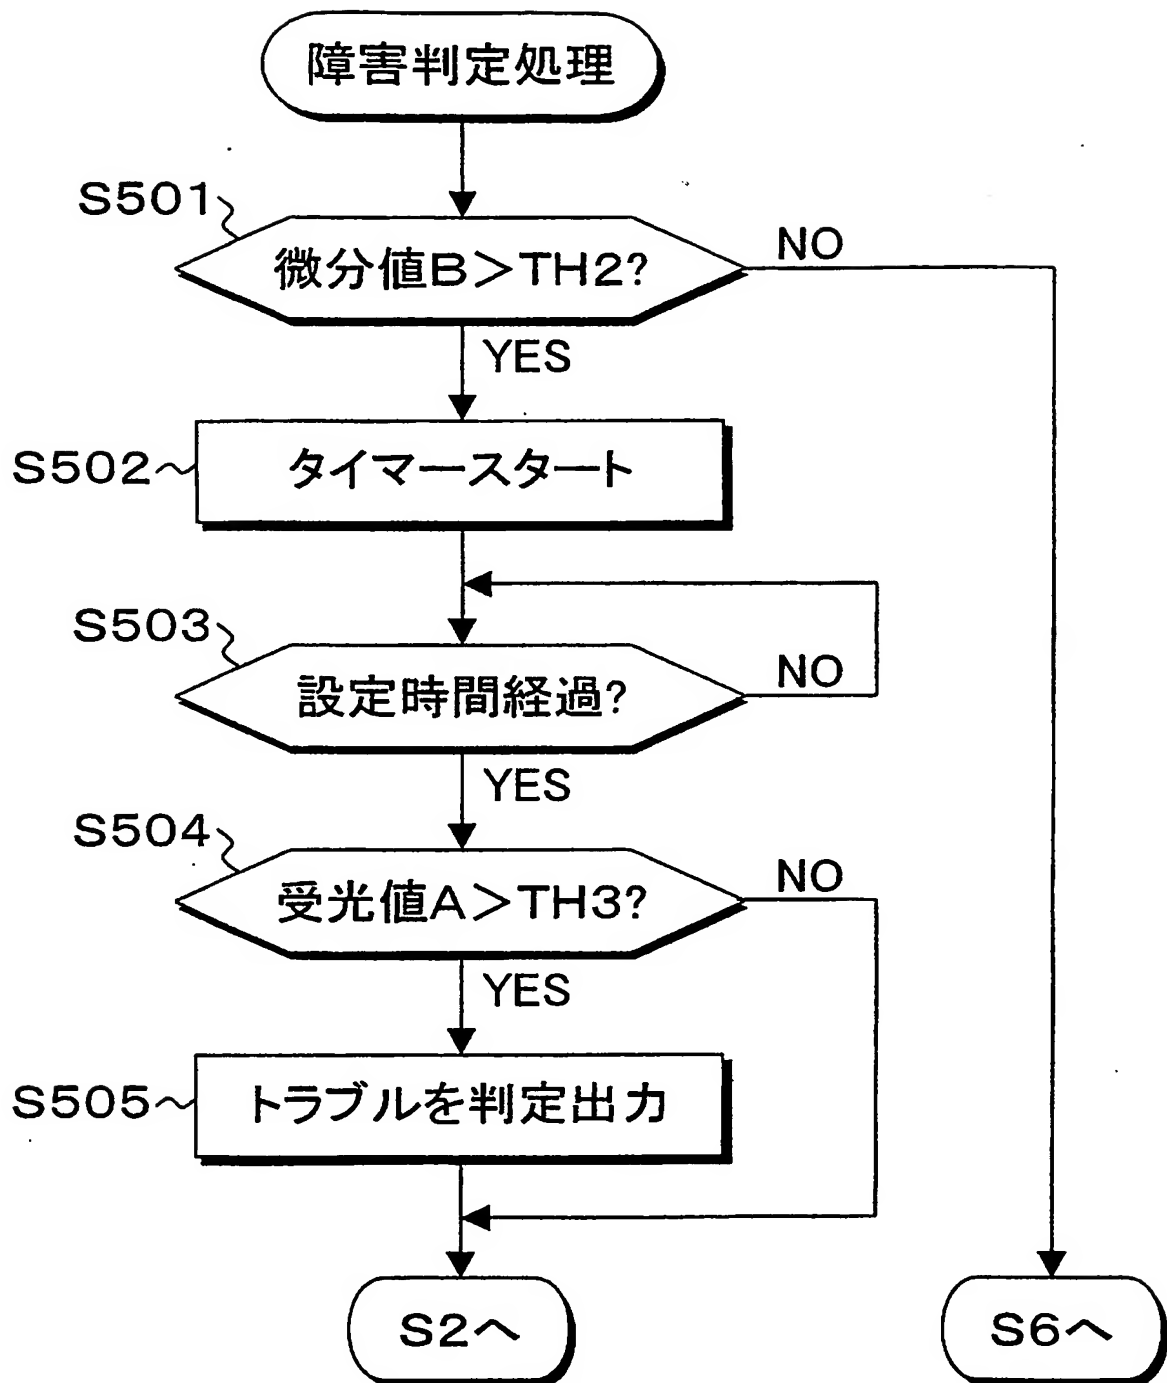 障害判定処理
S501
微分値B>TH2?
NO
YES
S502
タイマースタート
S503
設定時間経過?
NO
YES
S504
受光値A>TH3?
NO
YES
S505
トラブルを判定出力
S2へ
S6へ